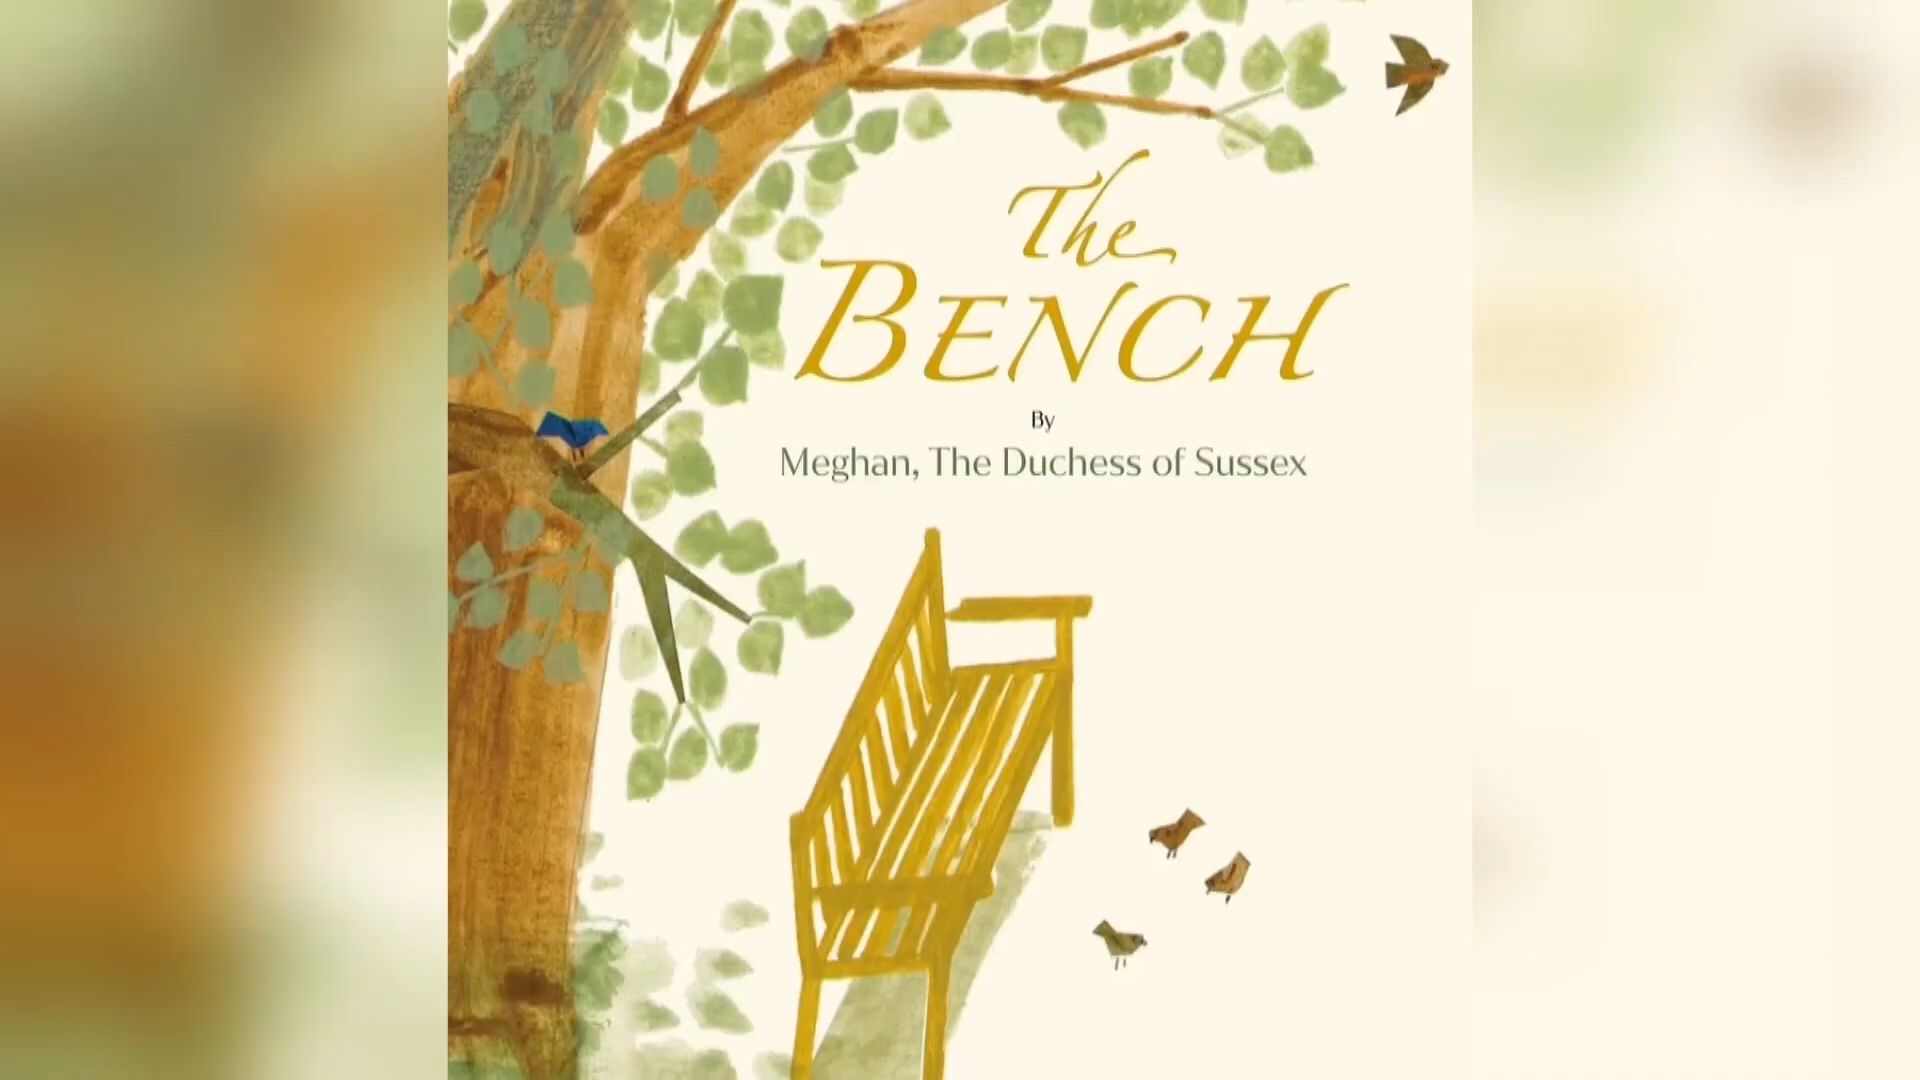 The
BENCH
By
Meghan, The Duchess of Sussex